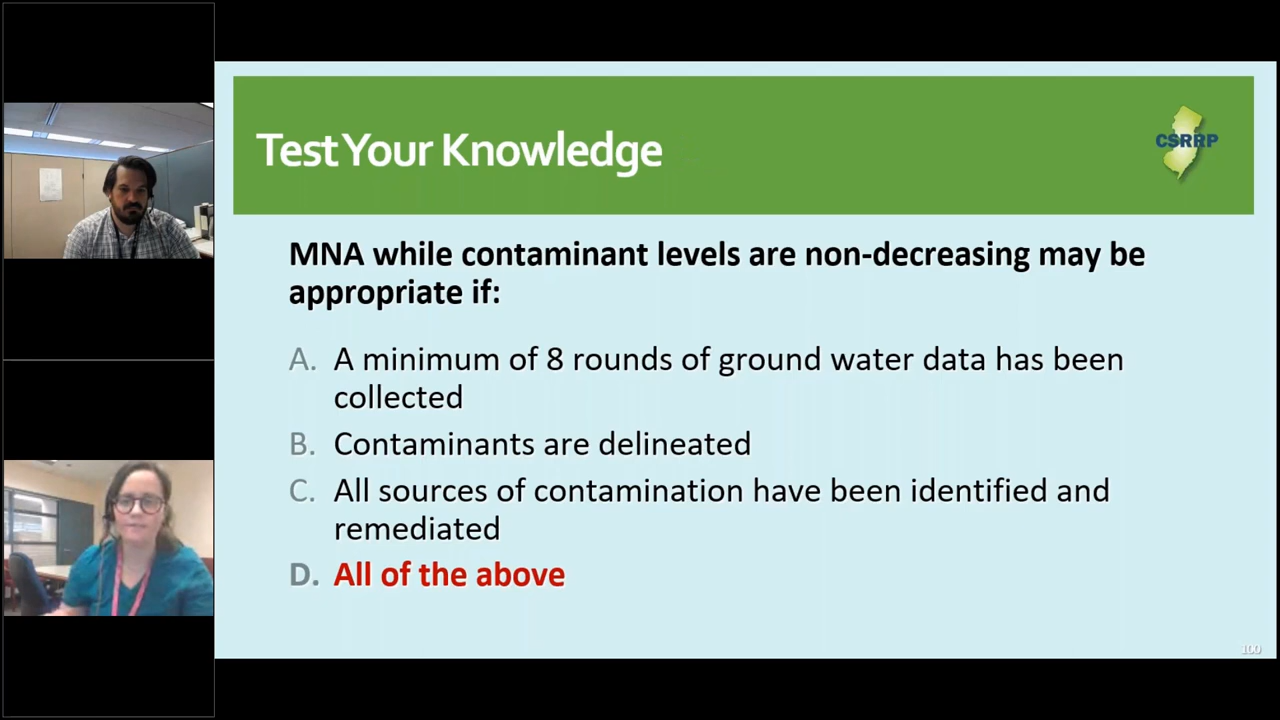 Test Your Knowledge
CSRRP
MNA while contaminant levels are non-decreasing may be
appropriate if:
A. A minimum of 8 rounds of ground water data has been
collected
B. Contaminants are delineated
C. All sources of contamination have been identified and
remediated
D. All of the above
100